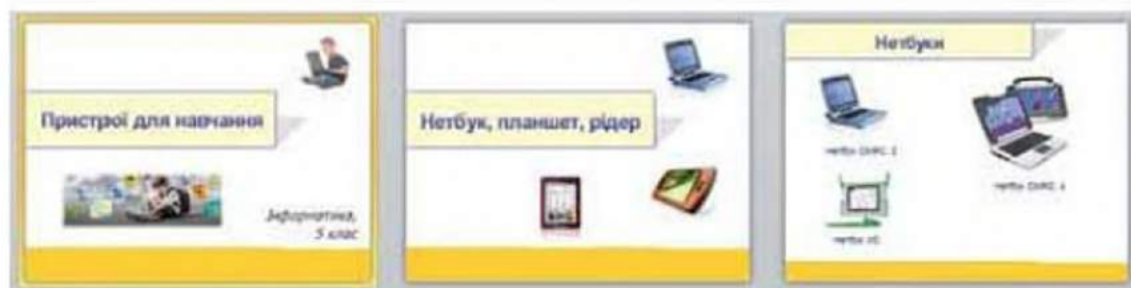 Пристрої для навчання
Інформатика,
5 клас
Нетбук, планшет, рідер
Нетбуки